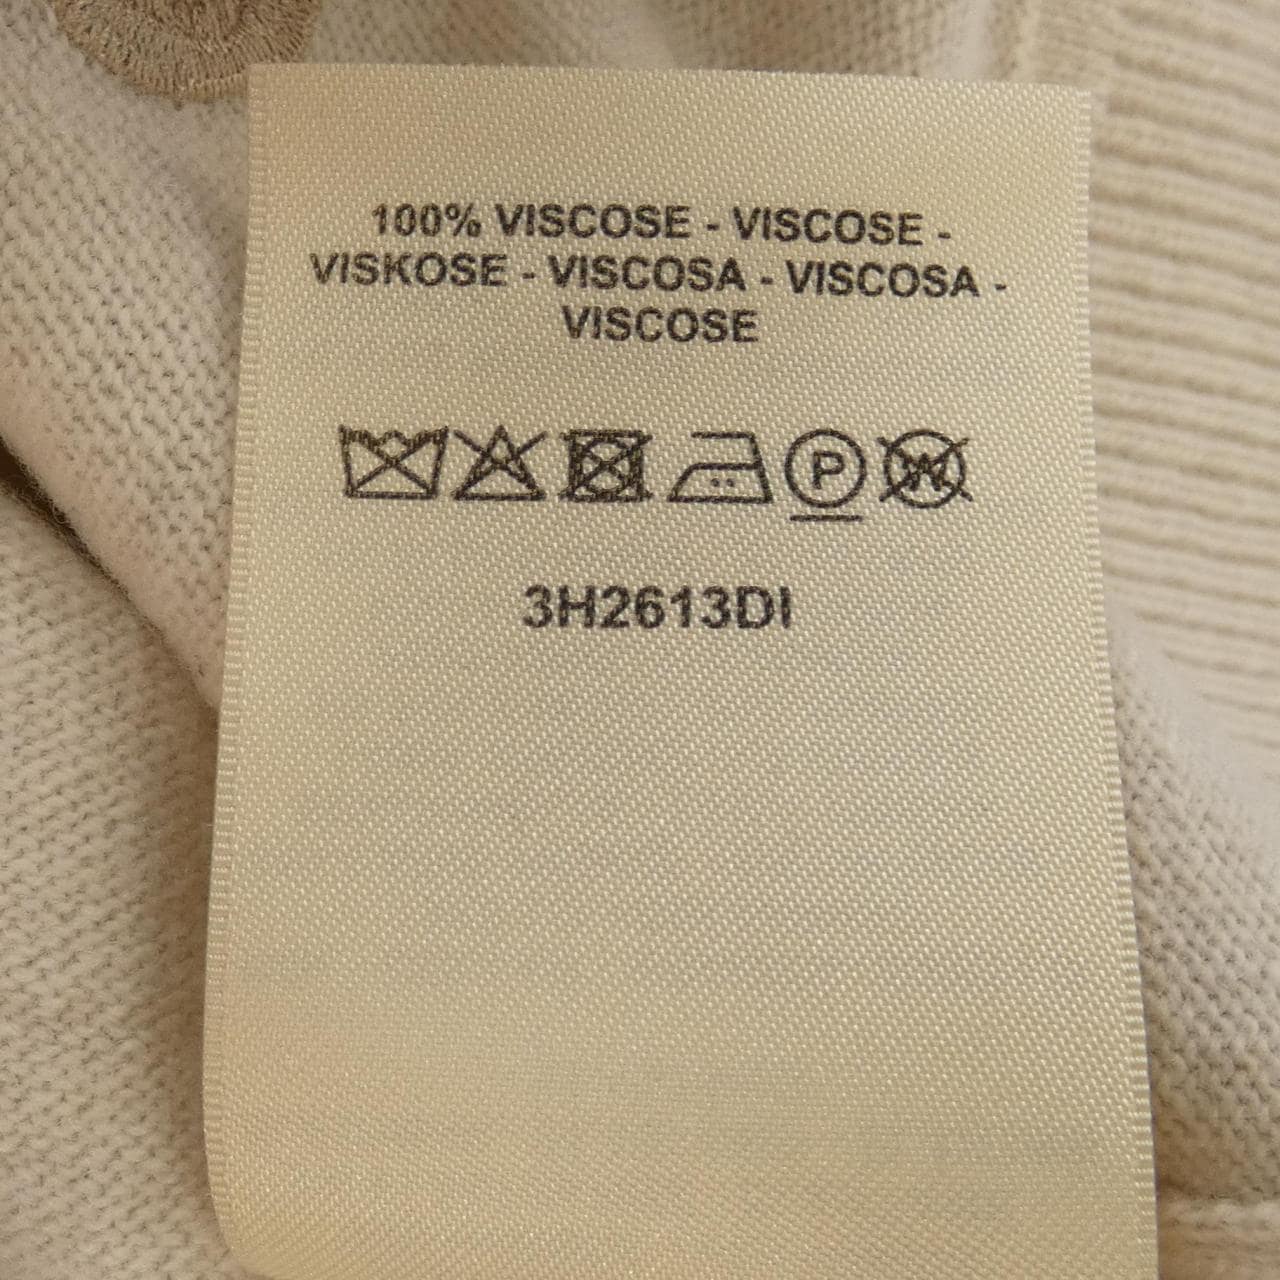 100% VISCOSE - VISCOSE -
VISKOSE - VISCOSA - VISCOSA -
VISCOSE
P W
3H2613DI